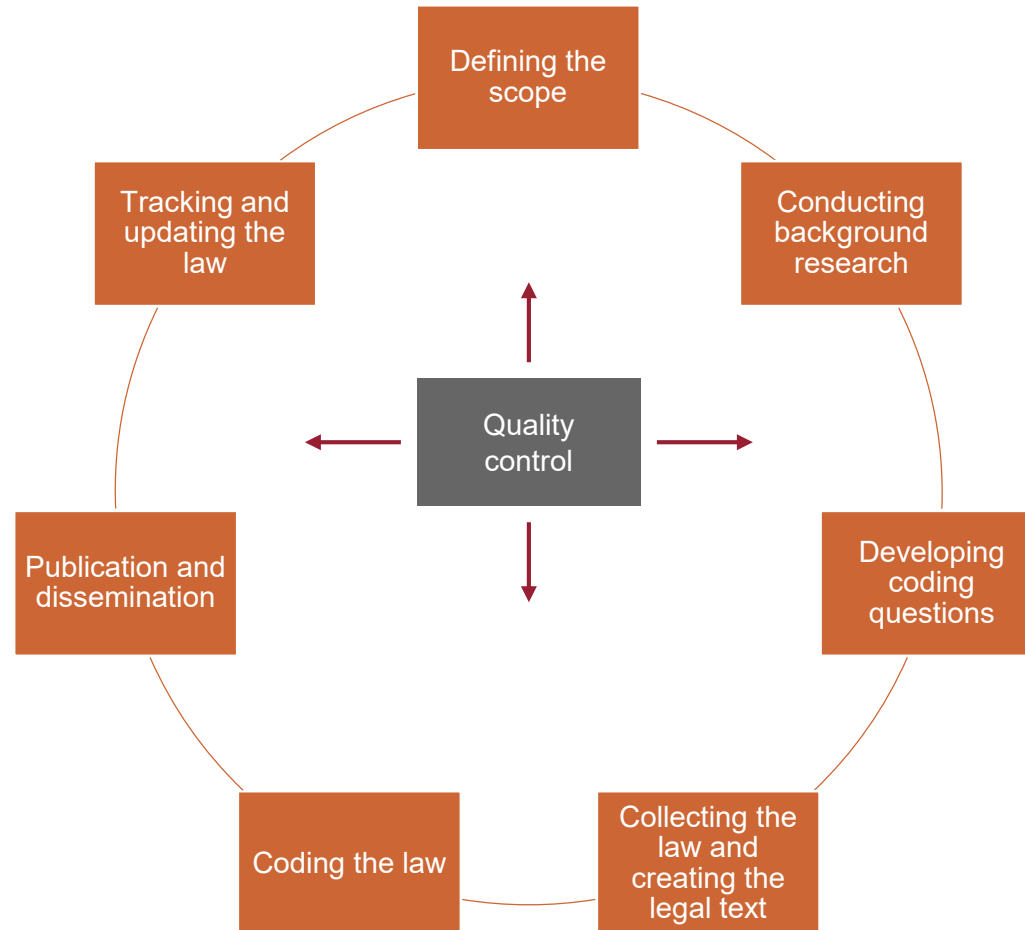 Defining the
scope
Conducting
background
research
Developing
coding
questions
Collecting the
law and
creating the
legal text
Coding the law
Publication and
dissemination
Tracking and
updating the
law
Quality
control